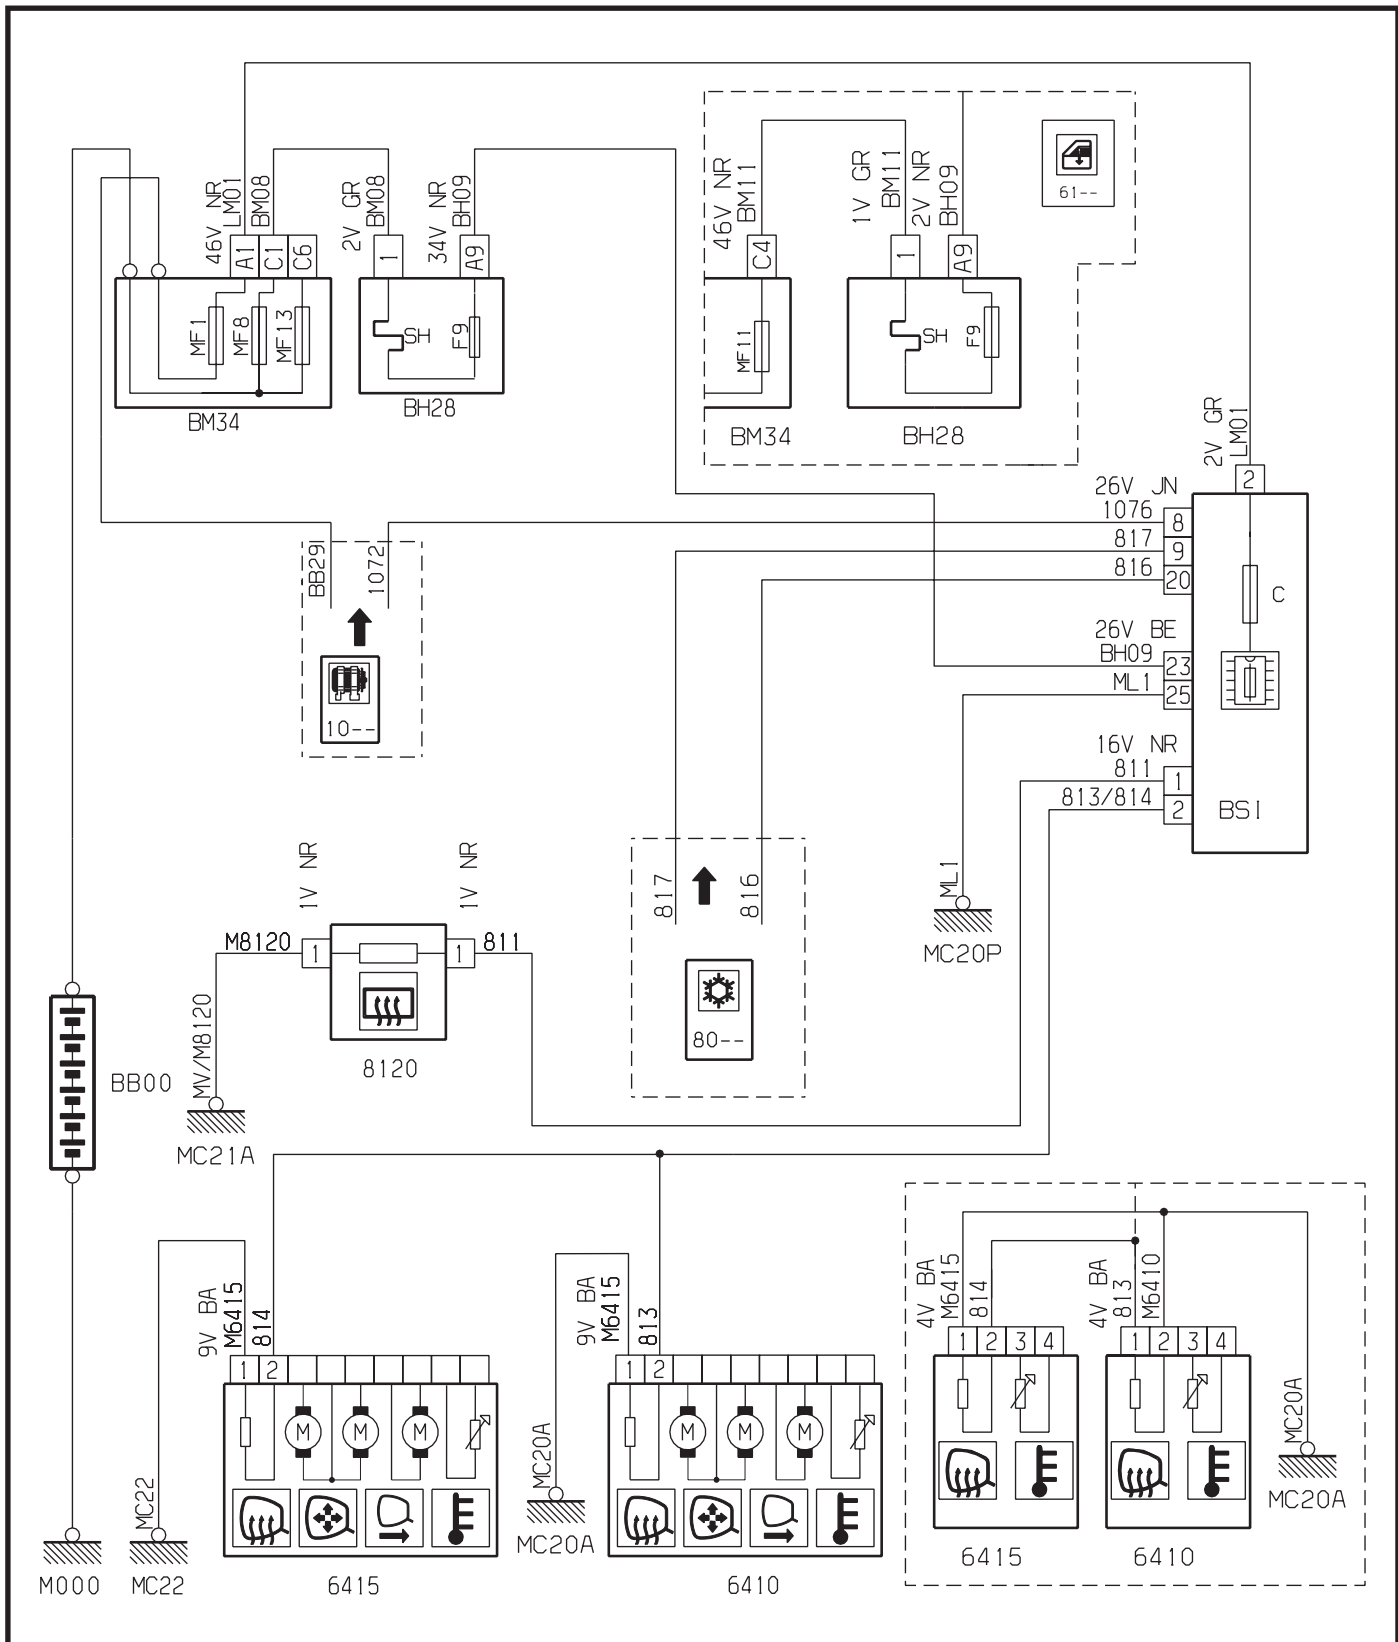 46V NR
LM01
BM08
2V GR
BM08
34V NR
BH09
A1
C1
C6
1
A9
MF1
MF8
MF13
SH
F9
BM34
BH28
46V NR
BM11
1V GR
BM11
2V NR
BH09
61--
C4
1
A9
MF11
SH
F9
BM34
BH28
2V GR
LM01
2
26V JN
1076
8
817
9
816
20
C
26V BE
BH09
23
ML1
25
16V NR
811
1
813/814
2
BSI
BB29
1072
10--
817
816
80--
ML1
MC20P
1V NR
1V NR
M8120
1
1
811
8120
MV/M8120
MC21A
BB00
M000
9V BA
M6415
814
1
2
M
M
M
MC22
MC22
6415
9V BA
M6415
813
1
2
M
M
M
MC20A
MC20A
6410
4V BA
M6415
814
4V BA
813
M6410
1
2
3
4
1
2
3
4
MC20A
MC20A
6415
6410